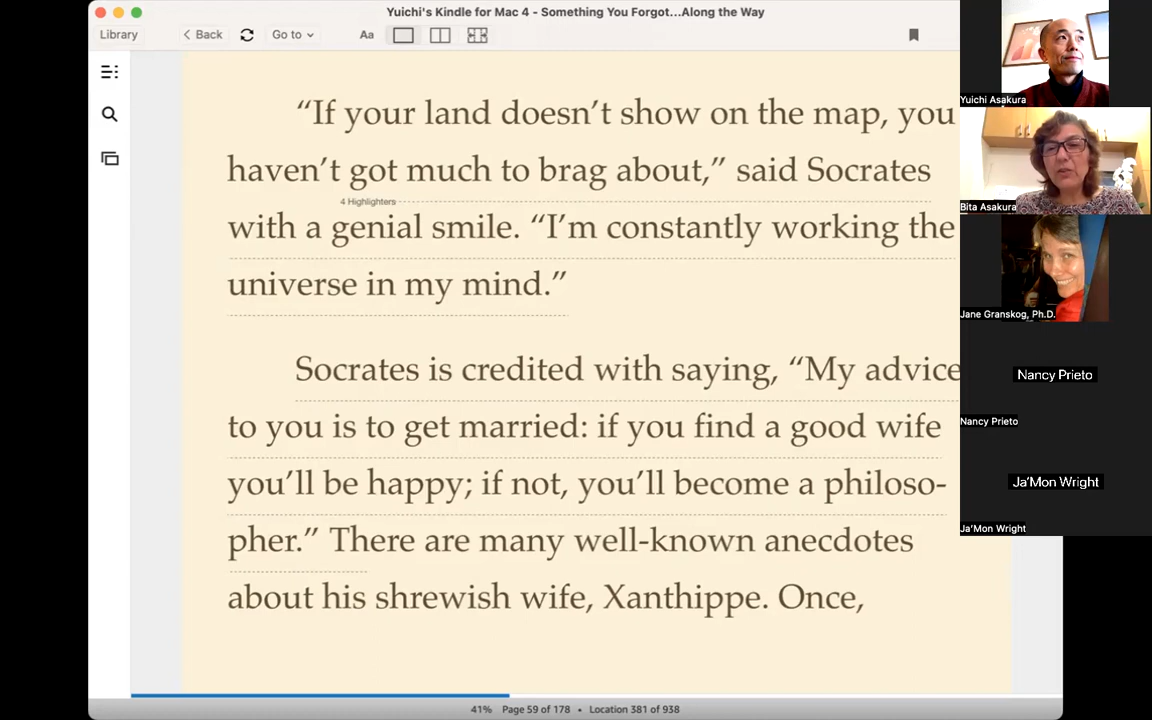 Yuichi's Kindle for Mac 4 - Something You Forgot...Along the Way
Library
Back
Go to
Aa
“If your land doesn’t show on the map, you
haven’t got much to brag about,” said Socrates
4 Highlighters
with a genial smile. “I’m constantly working the
universe in my mind.”
Socrates is credited with saying, “My advice
to you is to get married: if you find a good wife
you’ll be happy; if not, you’ll become a philoso-
pher.” There are many well-known anecdotes
about his shrewish wife, Xanthippe. Once,
41% Page 59 of 178 • Location 381 of 938
Yuichi Asakura
Bita Asakura
Jane Granskog, Ph.D.
Nancy Prieto
Nancy Prieto
Ja’Mon Wright
Ja’Mon Wright